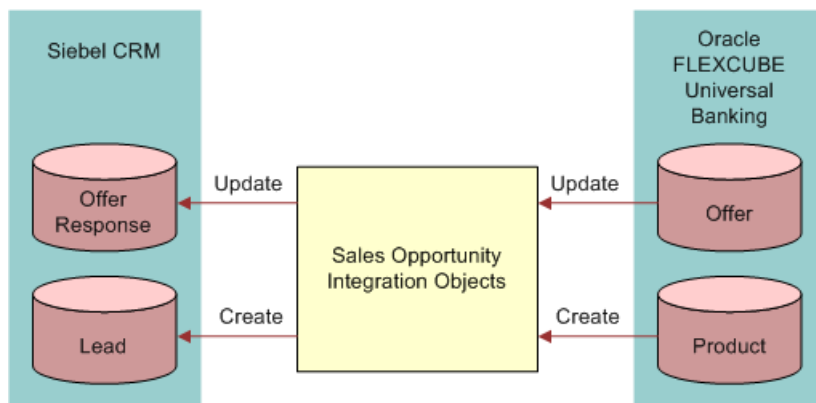 Siebel CRM
Oracle
FLEXCUBE
Universal
Banking
Offer
Response
Update
Update
Offer
Sales Opportunity
Integration Objects
Lead
Create
Create
Product